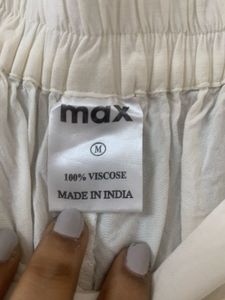 max
M
100% VISCOSE
MADE IN INDIA